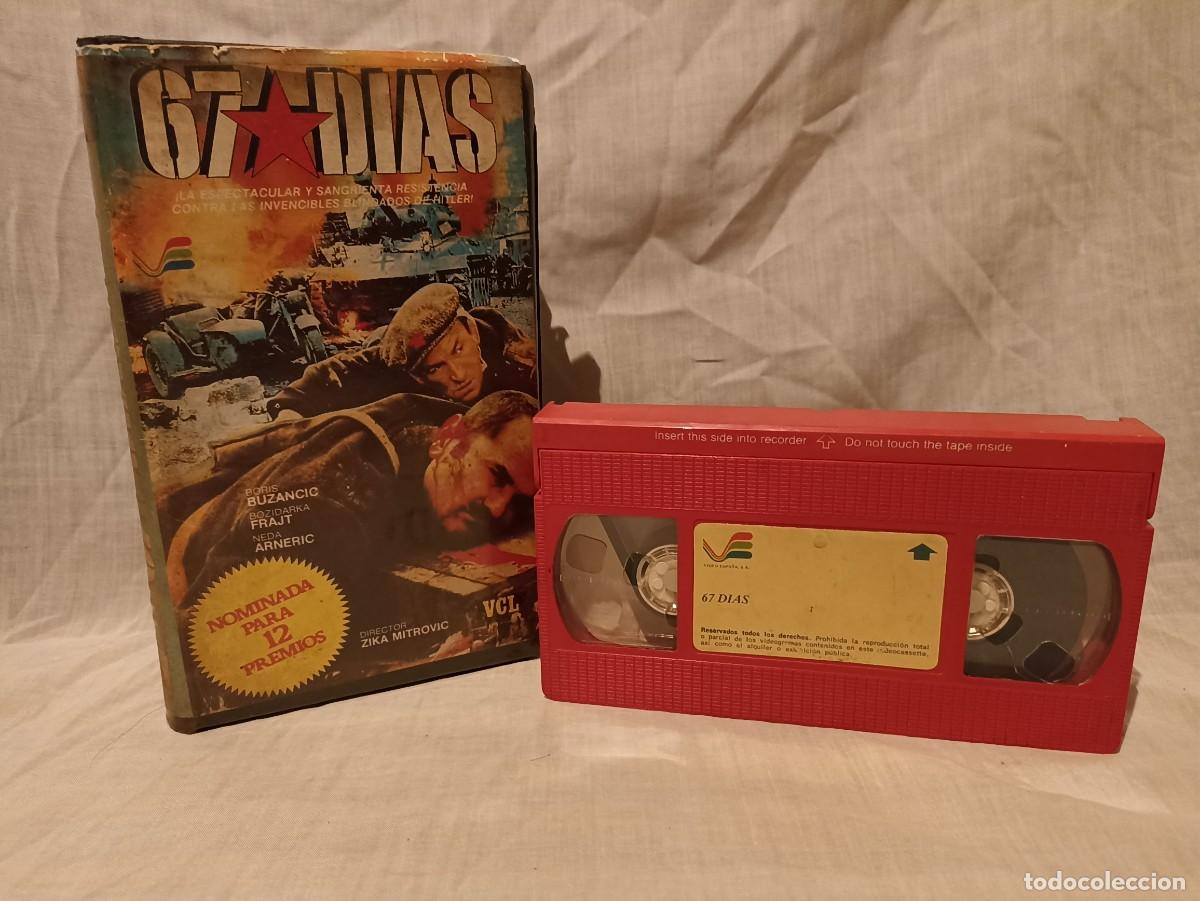 67 DIAS
¡LA ESPECTACULAR Y SANGRIENTA RESISTENCIA
CONTRA LAS INVENCIBLES BLINDADOS DE HITLER!
BORIS
BUZANCIC
BOZIDARKA
FRAJT
NEDA
ARNERIC
NOMINADA
PARA
12
PREMIOS
DIRECTOR
ZIKA MITROVIC
VCL
Insert this side into recorder Do not touch the tape inside
VIDEO ESPAÑA, S.A.
67 DIAS
Reservados todos los derechos. Prohibida la reproducción total
o parcial de los videogramas contenidos en este videocassette,
así como el alquiler o exhibición pública.
todocoleccion